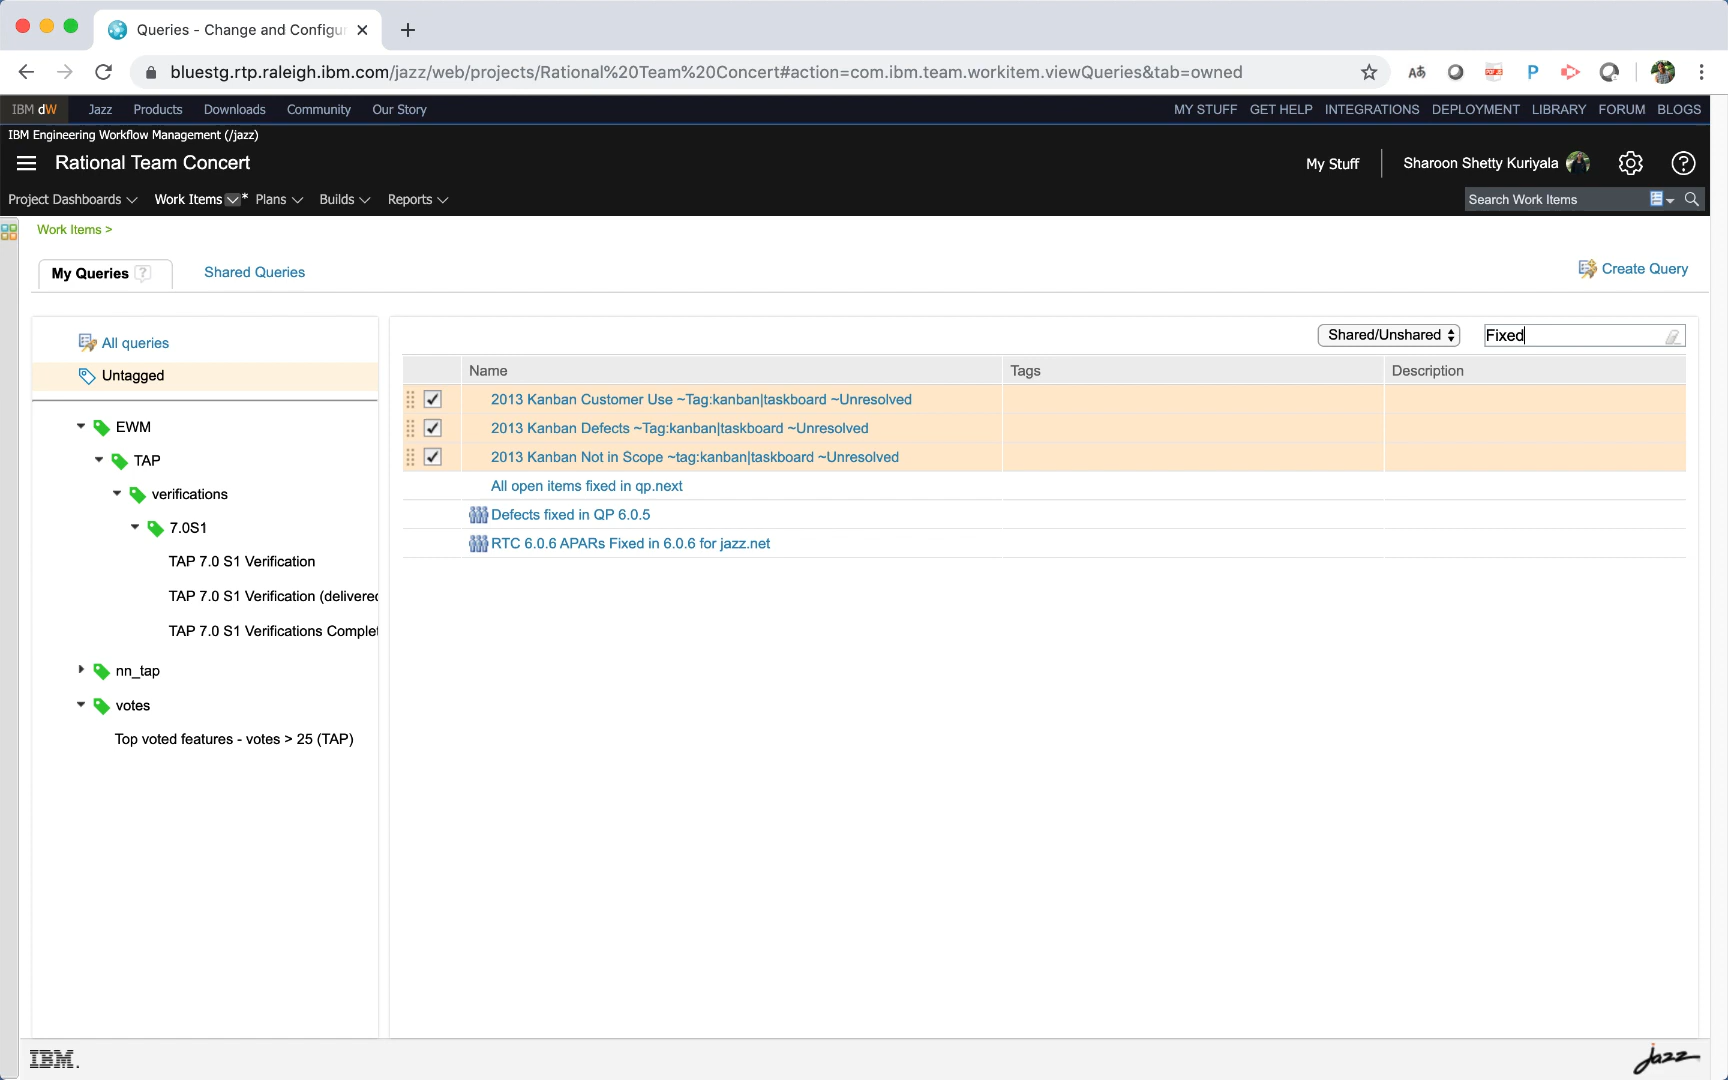 Queries - Change and Configur
bluestg.rtp.raleigh.ibm.com/jazz/web/projects/Rational%20Team%20Concert#action=com.ibm.team.workitem.viewQueries&tab=owned
IBM dW Jazz Products Downloads Community Our Story MY STUFF GET HELP INTEGRATIONS DEPLOYMENT LIBRARY FORUM BLOGS
IBM Engineering Workflow Management (/jazz)
Rational Team Concert My Stuff Sharoon Shetty Kuriyala
Project Dashboards Work Items * Plans Builds Reports Search Work Items
Work Items >
My Queries ? Shared Queries Create Query
All queries
Untagged
EWM
TAP
verifications
7.0S1
TAP 7.0 S1 Verification
TAP 7.0 S1 Verification (delivered
TAP 7.0 S1 Verifications Complet
nn_tap
votes
Top voted features - votes > 25 (TAP)
Shared/Unshared Fixed
Name Tags Description
2013 Kanban Customer Use ~Tag:kanban|taskboard ~Unresolved
2013 Kanban Defects ~Tag:kanban|taskboard ~Unresolved
2013 Kanban Not in Scope ~tag:kanban|taskboard ~Unresolved
All open items fixed in qp.next
Defects fixed in QP 6.0.5
RTC 6.0.6 APARs Fixed in 6.0.6 for jazz.net
IBM. jazz